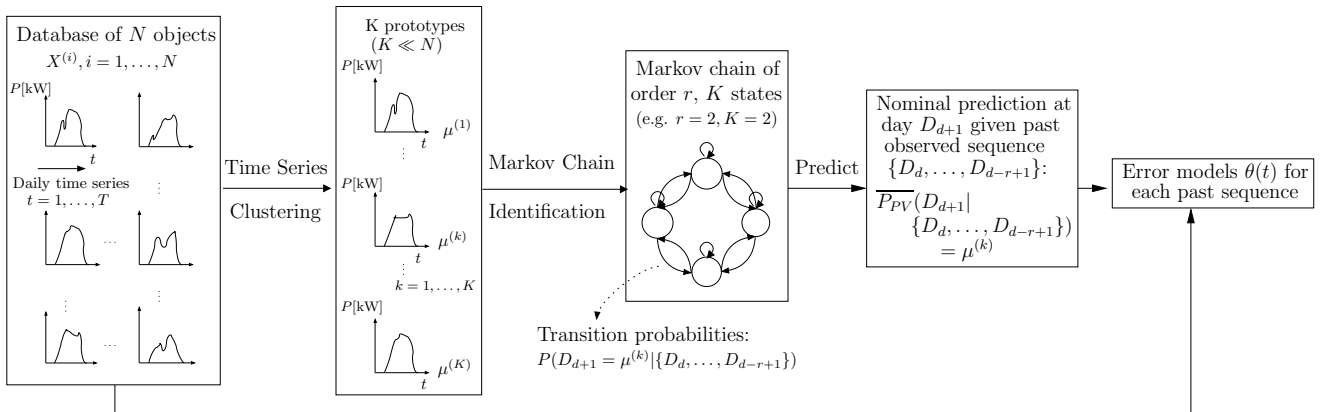 Database of N objects
X^{(i)}, i = 1, . . . , N
P[kW]
t
Daily time series
t = 1, . . . , T
...
...
⋮
⋮
⋮
...
Time Series
Clustering
K prototypes
(K ≪ N)
P[kW]
t
μ^{(1)}
⋮
P[kW]
t
μ^{(k)}
⋮
k = 1, . . . , K
P[kW]
t
μ^{(K)}
Markov Chain
Identification
Markov chain of
order r, K states
(e.g. r = 2, K = 2)
Transition probabilities:
P(D_{d+1} = μ^{(k)}|{D_d, . . . , D_{d−r+1}})
Predict
Nominal prediction at
day D_{d+1} given past
observed sequence
{D_d, . . . , D_{d−r+1}}:
\overline{P_{PV}}(D_{d+1}|
{D_d, . . . , D_{d−r+1}})
= μ^{(k)}
Error models θ(t) for
each past sequence